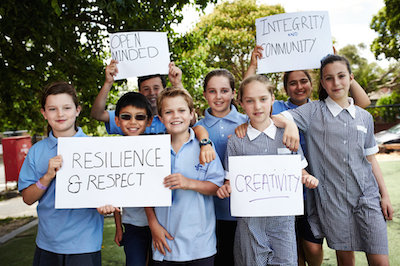 OPEN
MINDED
INTEGRITY
AND
COMMUNITY
RESILIENCE
& RESPECT
CREATIVITY